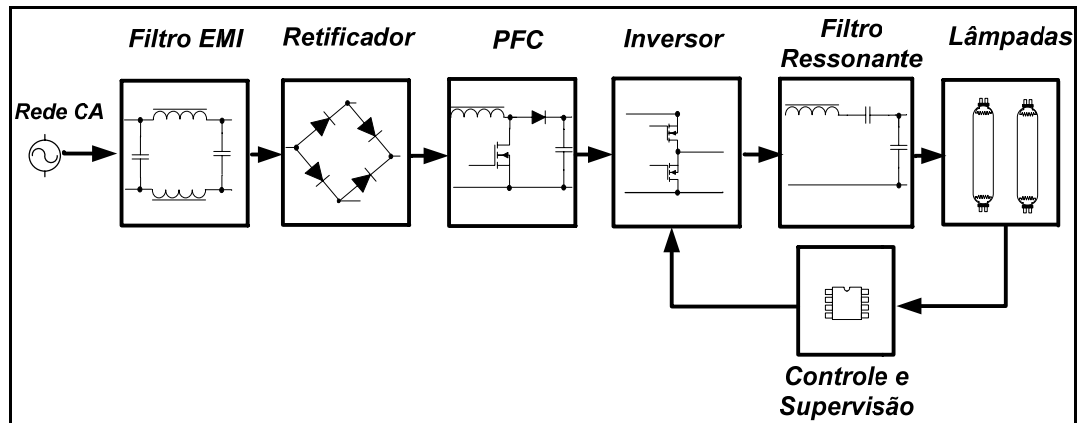 Filtro EMI
Retificador
PFC
Inversor
Filtro
Ressonante
Lâmpadas
Rede CA
Controle e
Supervisão